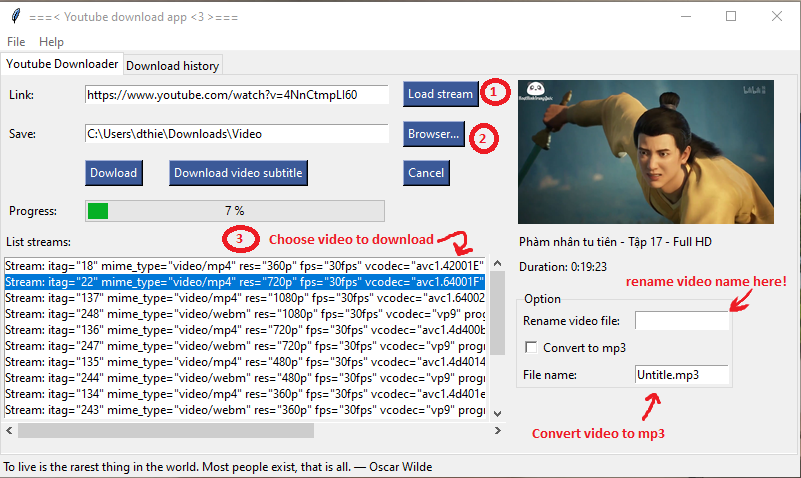 ===< Youtube download app <3 >===
File Help
Youtube Downloader Download history
Link: https://www.youtube.com/watch?v=4NnCtmpLl60 Load stream 1
Save: C:\Users\dthie\Downloads\Video Browser... 2
Dowload Download video subtitle Cancel
Progress: 7 %
List streams: 3 Choose video to download
Stream: itag="18" mime_type="video/mp4" res="360p" fps="30fps" vcodec="avc1.42001E"
Stream: itag="22" mime_type="video/mp4" res="720p" fps="30fps" vcodec="avc1.64001F"
Stream: itag="137" mime_type="video/mp4" res="1080p" fps="30fps" vcodec="avc1.64002
Stream: itag="248" mime_type="video/webm" res="1080p" fps="30fps" vcodec="vp9" prog
Stream: itag="136" mime_type="video/mp4" res="720p" fps="30fps" vcodec="avc1.4d400b
Stream: itag="247" mime_type="video/webm" res="720p" fps="30fps" vcodec="vp9" progr
Stream: itag="135" mime_type="video/mp4" res="480p" fps="30fps" vcodec="avc1.4d4014
Stream: itag="244" mime_type="video/webm" res="480p" fps="30fps" vcodec="vp9" progr
Stream: itag="134" mime_type="video/mp4" res="360p" fps="30fps" vcodec="avc1.4d401e
Stream: itag="243" mime_type="video/webm" res="360p" fps="30fps" vcodec="vp9" progr
Phàm nhân tu tiên - Tập 17 - Full HD
Duration: 0:19:23
rename video name here!
Option
Rename video file:
Convert to mp3
File name: Untitle.mp3
Convert video to mp3
To live is the rarest thing in the world. Most people exist, that is all. — Oscar Wilde